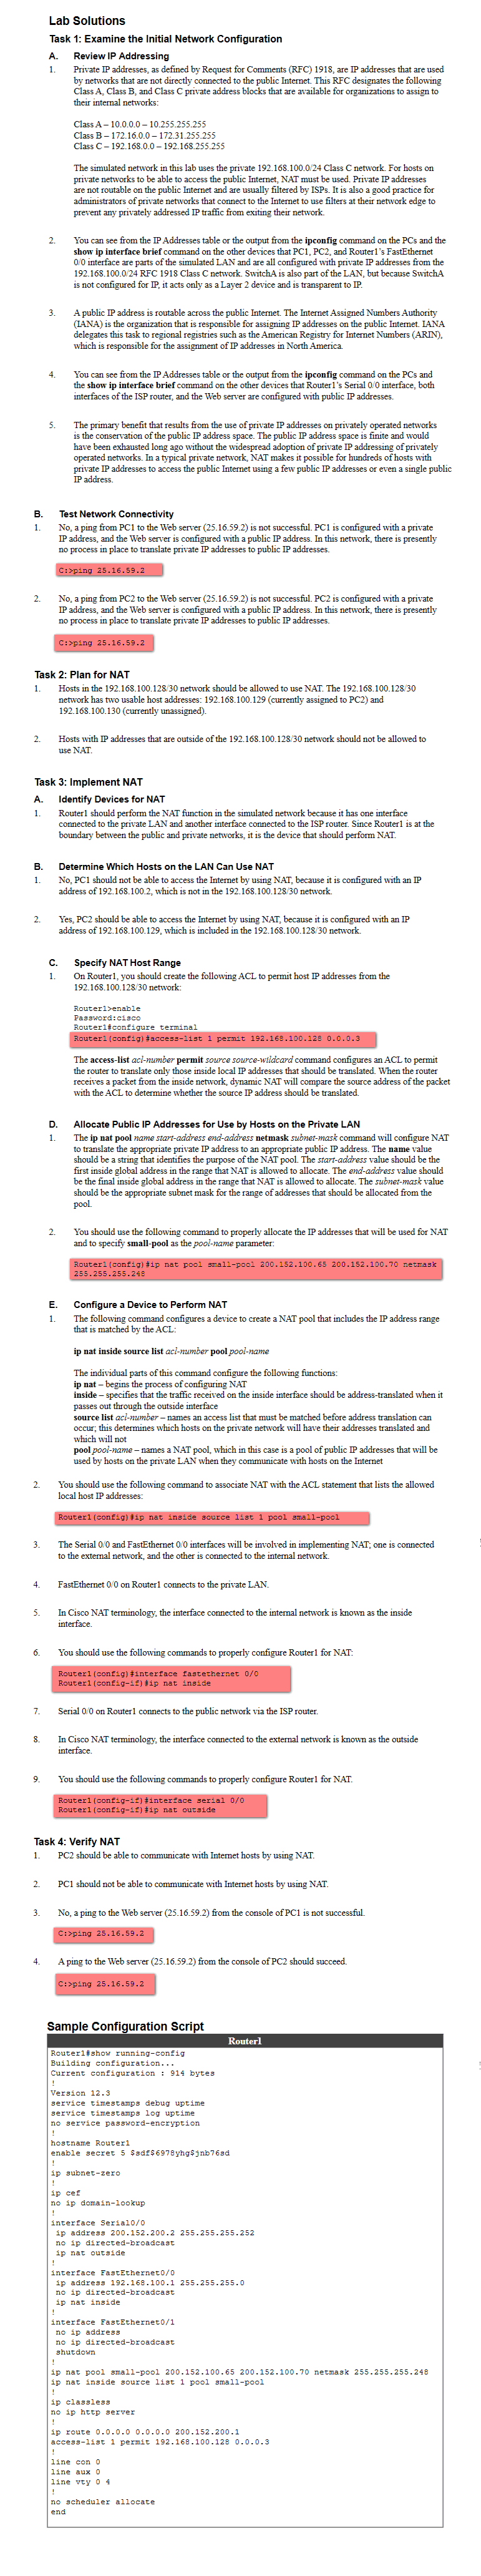 Lab Solutions
Task 1: Examine the Initial Network Configuration
A. Review IP Addressing
1. Private IP addresses, as defined by Request for Comments (RFC) 1918, are IP addresses that are used
by networks that are not directly connected to the public Internet. This RFC designates the following
Class A, Class B, and Class C private address blocks that are available for organizations to assign to
their internal networks:
Class A – 10.0.0.0 – 10.255.255.255
Class B – 172.16.0.0 – 172.31.255.255
Class C – 192.168.0.0 – 192.168.255.255
The simulated network in this lab uses the private 192.168.100.0/24 Class C network. For hosts on
private networks to be able to access the public Internet, NAT must be used. Private IP addresses
are not routable on the public Internet and are usually filtered by ISPs. It is also a good practice for
administrators of private networks that connect to the Internet to use filters at their network edge to
prevent any privately addressed IP traffic from exiting their network.
2. You can see from the IP Addresses table or the output from the ipconfig command on the PCs and the
show ip interface brief command on the other devices that PC1, PC2, and Router1's FastEthernet
0/0 interface are parts of the simulated LAN and are all configured with private IP addresses from the
192.168.100.0/24 RFC 1918 Class C network. SwitchA is also part of the LAN, but because SwitchA
is not configured for IP, it acts only as a Layer 2 device and is transparent to IP.
3. A public IP address is routable across the public Internet. The Internet Assigned Numbers Authority
(IANA) is the organization that is responsible for assigning IP addresses on the public Internet. IANA
delegates this task to regional registries such as the American Registry for Internet Numbers (ARIN),
which is responsible for the assignment of IP addresses in North America.
4. You can see from the IP Addresses table or the output from the ipconfig command on the PCs and
the show ip interface brief command on the other devices that Router1's Serial 0/0 interface, both
interfaces of the ISP router, and the Web server are configured with public IP addresses.
5. The primary benefit that results from the use of private IP addresses on privately operated networks
is the conservation of the public IP address space. The public IP address space is finite and would
have been exhausted long ago without the widespread adoption of private IP addressing of privately
operated networks. In a typical private network, NAT makes it possible for hundreds of hosts with
private IP addresses to access the public Internet using a few public IP addresses or even a single public
IP address.
B. Test Network Connectivity
1. No, a ping from PC1 to the Web server (25.16.59.2) is not successful. PC1 is configured with a private
IP address, and the Web server is configured with a public IP address. In this network, there is presently
no process in place to translate private IP addresses to public IP addresses.
C:>ping 25.16.59.2
2. No, a ping from PC2 to the Web server (25.16.59.2) is not successful. PC2 is configured with a private
IP address, and the Web server is configured with a public IP address. In this network, there is presently
no process in place to translate private IP addresses to public IP addresses.
C:>ping 25.16.59.2
Task 2: Plan for NAT
1. Hosts in the 192.168.100.128/30 network should be allowed to use NAT. The 192.168.100.128/30
network has two usable host addresses: 192.168.100.129 (currently assigned to PC2) and
192.168.100.130 (currently unassigned).
2. Hosts with IP addresses that are outside of the 192.168.100.128/30 network should not be allowed to
use NAT.
Task 3: Implement NAT
A. Identify Devices for NAT
1. Router1 should perform the NAT function in the simulated network because it has one interface
connected to the private LAN and another interface connected to the ISP router. Since Router1 is at the
boundary between the public and private networks, it is the device that should perform NAT.
B. Determine Which Hosts on the LAN Can Use NAT
1. No, PC1 should not be able to access the Internet by using NAT, because it is configured with an IP
address of 192.168.100.2, which is not in the 192.168.100.128/30 network.
2. Yes, PC2 should be able to access the Internet by using NAT, because it is configured with an IP
address of 192.168.100.129, which is included in the 192.168.100.128/30 network.
C. Specify NAT Host Range
1. On Router1, you should create the following ACL to permit host IP addresses from the
192.168.100.128/30 network:
Router1>enable
Password:cisco
Router1#configure terminal
Router1(config)#access-list 1 permit 192.168.100.128 0.0.0.3
The access-list acl-number permit source source-wildcard command configures an ACL to permit
the router to translate only those inside local IP addresses that should be translated. When the router
receives a packet from the inside network, dynamic NAT will compare the source address of the packet
with the ACL to determine whether the source IP address should be translated.
D. Allocate Public IP Addresses for Use by Hosts on the Private LAN
1. The ip nat pool name start-address end-address netmask subnet-mask command will configure NAT
to translate the appropriate private IP address to an appropriate public IP address. The name value
should be a string that identifies the purpose of the NAT pool. The start-address value should be the
first inside global address in the range that NAT is allowed to allocate. The end-address value should
be the final inside global address in the range that NAT is allowed to allocate. The subnet-mask value
should be the appropriate subnet mask for the range of addresses that should be allocated from the
pool.
2. You should use the following command to properly allocate the IP addresses that will be used for NAT
and to specify small-pool as the pool-name parameter:
Router1(config)#ip nat pool small-pool 200.152.100.65 200.152.100.70 netmask
255.255.255.248
E. Configure a Device to Perform NAT
1. The following command configures a device to create a NAT pool that includes the IP address range
that is matched by the ACL:
ip nat inside source list acl-number pool pool-name
The individual parts of this command configure the following functions:
ip nat – begins the process of configuring NAT
inside – specifies that the traffic received on the inside interface should be address-translated when it
passes out through the outside interface
source list acl-number – names an access list that must be matched before address translation can
occur; this determines which hosts on the private network will have their addresses translated and
which will not
pool pool-name – names a NAT pool, which in this case is a pool of public IP addresses that will be
used by hosts on the private LAN when they communicate with hosts on the Internet
2. You should use the following command to associate NAT with the ACL statement that lists the allowed
local host IP addresses:
Router1(config)#ip nat inside source list 1 pool small-pool
3. The Serial 0/0 and FastEthernet 0/0 interfaces will be involved in implementing NAT; one is connected
to the external network, and the other is connected to the internal network.
4. FastEthernet 0/0 on Router1 connects to the private LAN.
5. In Cisco NAT terminology, the interface connected to the internal network is known as the inside
interface.
6. You should use the following commands to properly configure Router1 for NAT:
Router1(config)#interface fastethernet 0/0
Router1(config-if)#ip nat inside
7. Serial 0/0 on Router1 connects to the public network via the ISP router.
8. In Cisco NAT terminology, the interface connected to the external network is known as the outside
interface.
9. You should use the following commands to properly configure Router1 for NAT.
Router1(config-if)#interface serial 0/0
Router1(config-if)#ip nat outside
Task 4: Verify NAT
1. PC2 should be able to communicate with Internet hosts by using NAT.
2. PC1 should not be able to communicate with Internet hosts by using NAT.
3. No, a ping to the Web server (25.16.59.2) from the console of PC1 is not successful.
C:>ping 25.16.59.2
4. A ping to the Web server (25.16.59.2) from the console of PC2 should succeed.
C:>ping 25.16.59.2
Sample Configuration Script
Router1
Router1#show running-config
Building configuration...
Current configuration : 914 bytes
!
Version 12.3
service timestamps debug uptime
service timestamps log uptime
no service password-encryption
!
hostname Router1
enable secret 5 $sdf$6978yhg$jnb76sd
!
ip subnet-zero
!
ip cef
no ip domain-lookup
!
interface Serial0/0
ip address 200.152.200.2 255.255.255.252
no ip directed-broadcast
ip nat outside
!
interface FastEthernet0/0
ip address 192.168.100.1 255.255.255.0
no ip directed-broadcast
ip nat inside
!
interface FastEthernet0/1
no ip address
no ip directed-broadcast
shutdown
!
ip nat pool small-pool 200.152.100.65 200.152.100.70 netmask 255.255.255.248
ip nat inside source list 1 pool small-pool
!
ip classless
no ip http server
!
ip route 0.0.0.0 0.0.0.0 200.152.200.1
access-list 1 permit 192.168.100.128 0.0.0.3
!
line con 0
line aux 0
line vty 0 4
!
no scheduler allocate
end